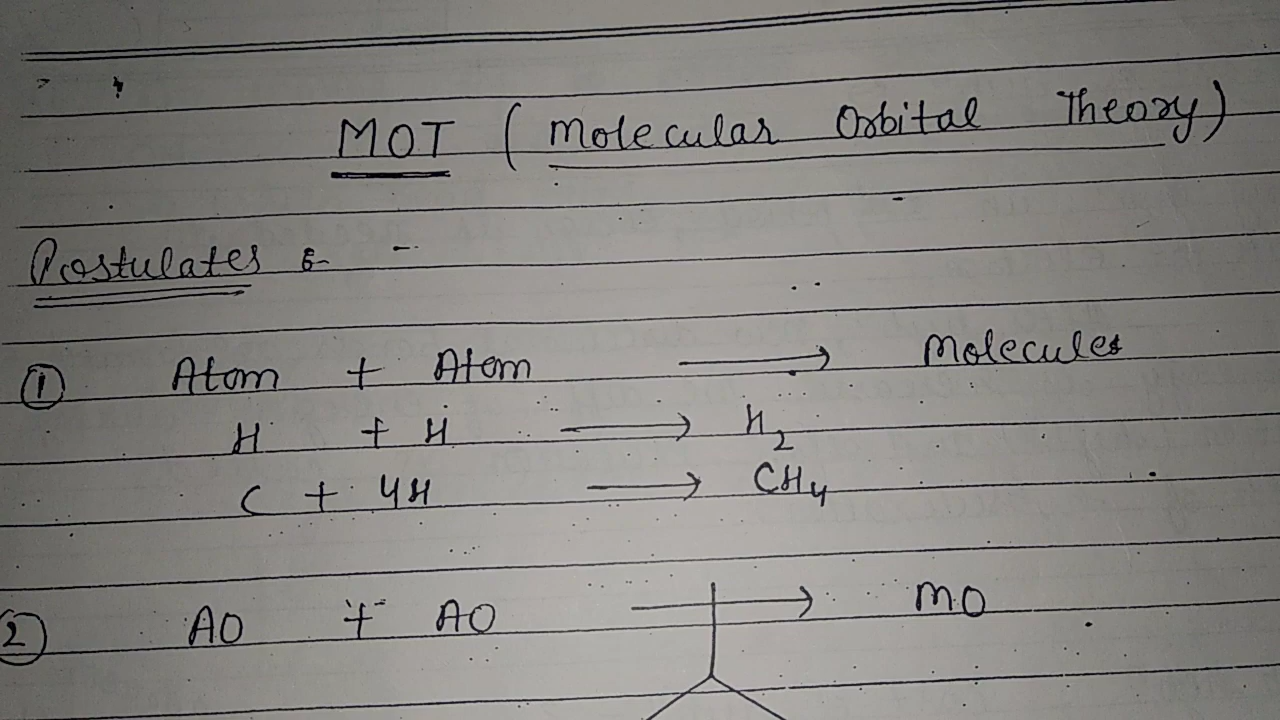 MOT (Molecular Orbital Theory)
Postulates :-
① Atom + Atom ⟶ Molecules
H + H ⟶ H₂
C + 4H ⟶ CH₄
② AO + AO ⟶ MO